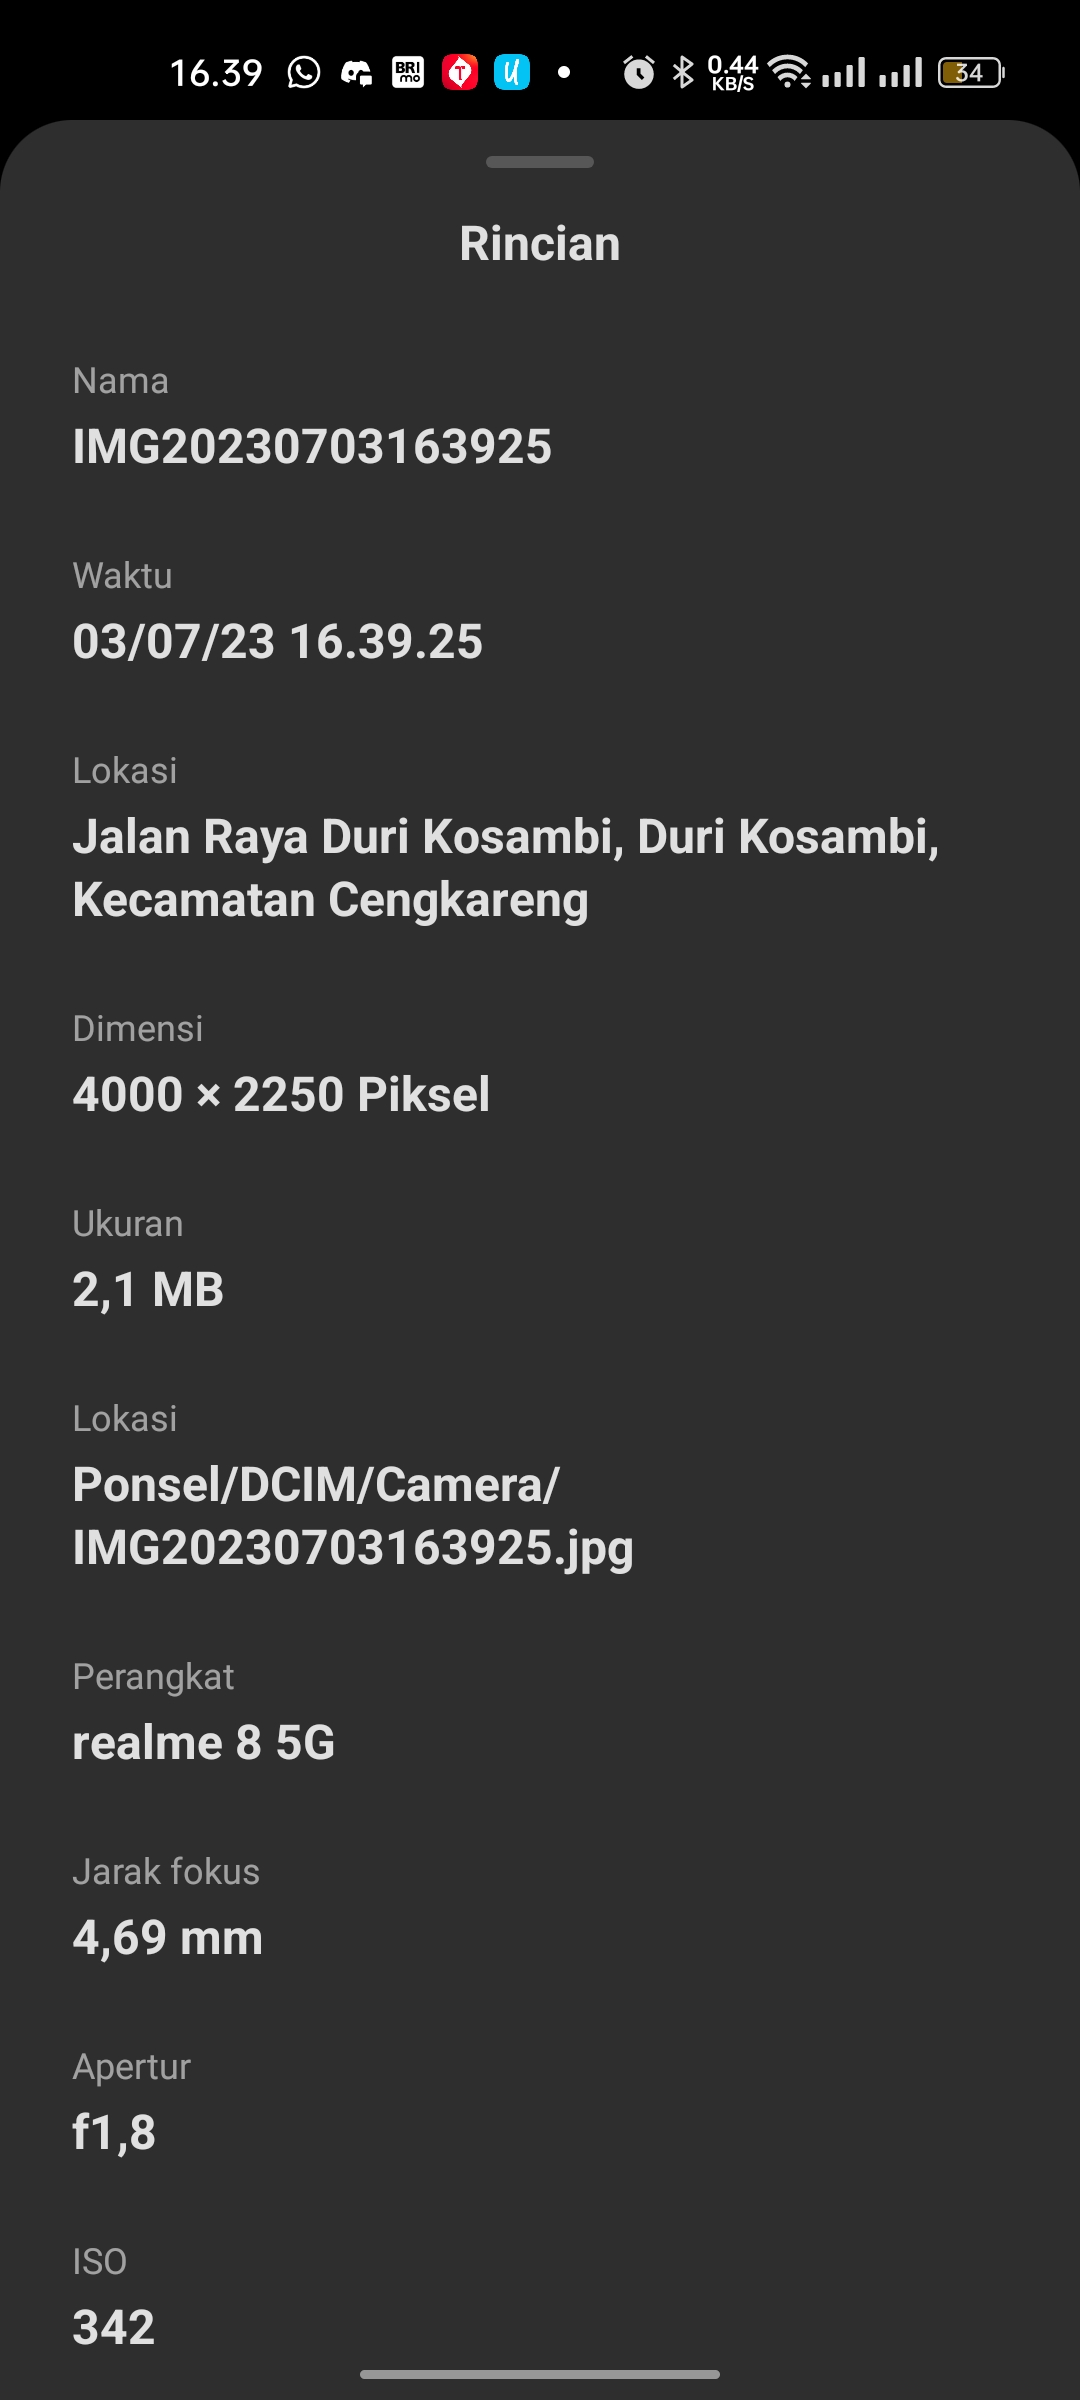 16.39 BRI mo T U 0.44 KB/S 34
Rincian
Nama
IMG20230703163925
Waktu
03/07/23 16.39.25
Lokasi
Jalan Raya Duri Kosambi, Duri Kosambi,
Kecamatan Cengkareng
Dimensi
4000 × 2250 Piksel
Ukuran
2,1 MB
Lokasi
Ponsel/DCIM/Camera/
IMG20230703163925.jpg
Perangkat
realme 8 5G
Jarak fokus
4,69 mm
Apertur
f1,8
ISO
342